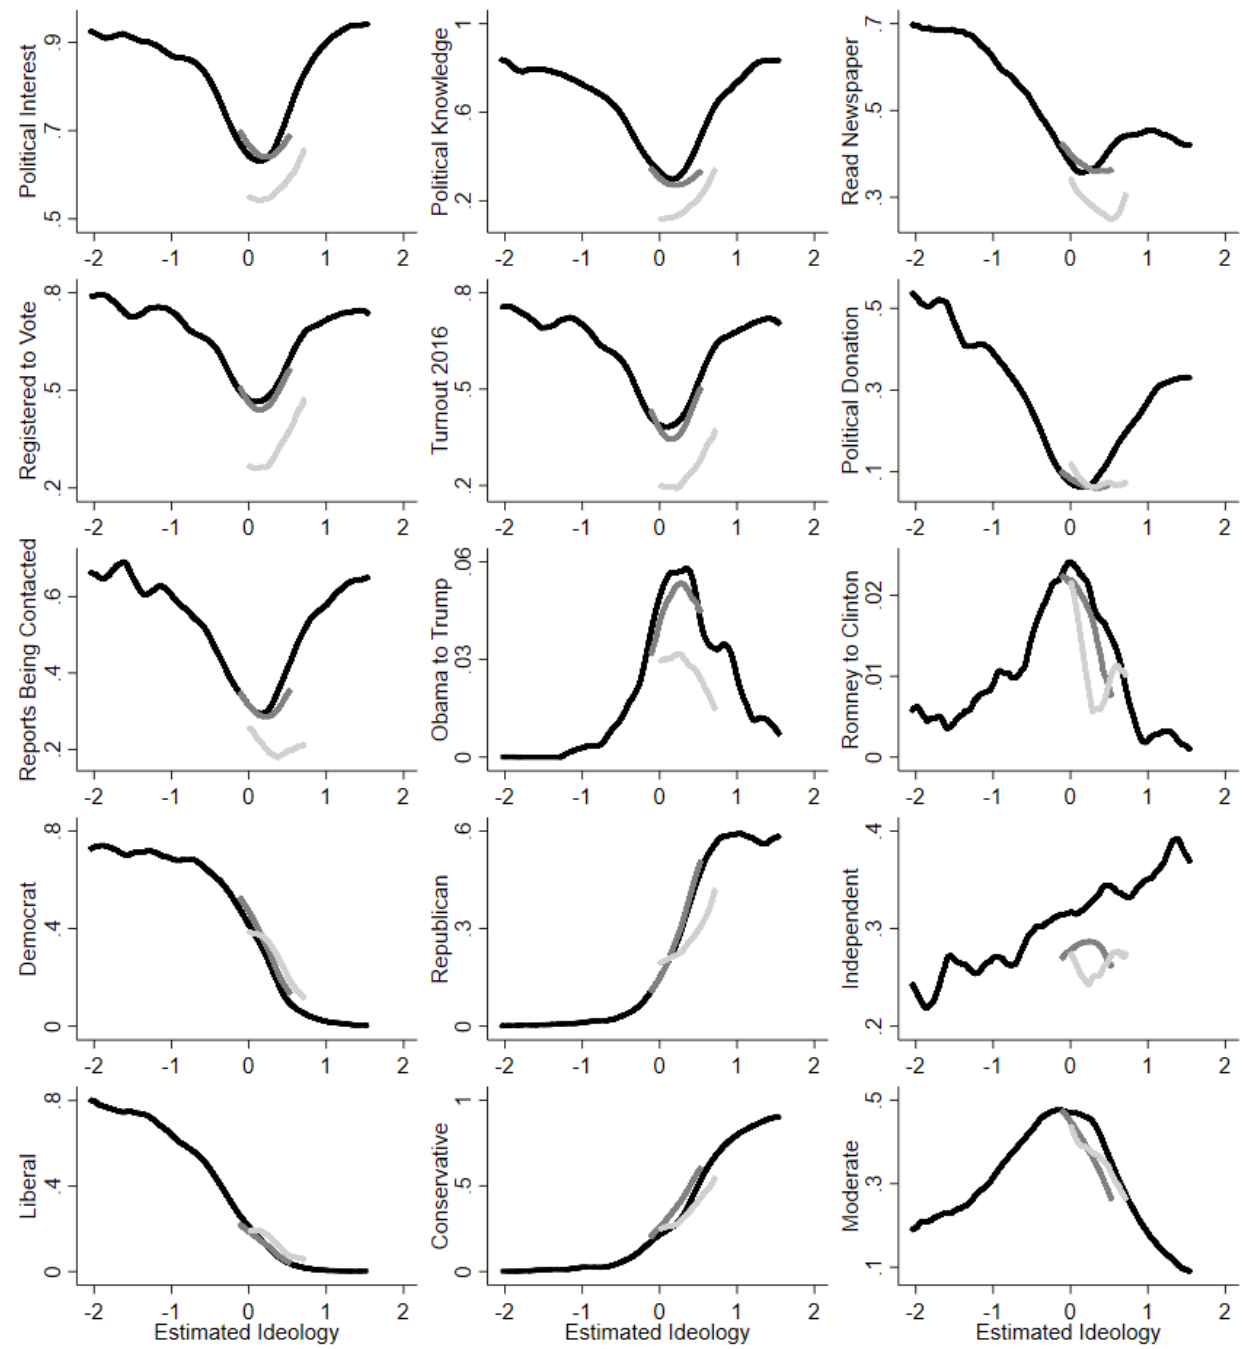 Political Interest
.9
.7
.5
-2 -1 0 1 2
Political Knowledge
1
.6
.2
-2 -1 0 1 2
Read Newspaper
.7
.5
.3
-2 -1 0 1 2
Registered to Vote
.8
.5
.2
-2 -1 0 1 2
Turnout 2016
.8
.5
.2
-2 -1 0 1 2
Political Donation
.5
.3
.1
-2 -1 0 1 2
Reports Being Contacted
.6
.4
.2
-2 -1 0 1 2
Obama to Trump
.06
.03
0
-2 -1 0 1 2
Romney to Clinton
.02
.01
0
-2 -1 0 1 2
Democrat
.8
.4
0
-2 -1 0 1 2
Republican
.6
.3
0
-2 -1 0 1 2
Independent
.4
.3
.2
-2 -1 0 1 2
Liberal
.8
.4
0
-2 -1 0 1 2
Estimated Ideology
Conservative
1
.5
0
-2 -1 0 1 2
Estimated Ideology
Moderate
.5
.3
.1
-2 -1 0 1 2
Estimated Ideology